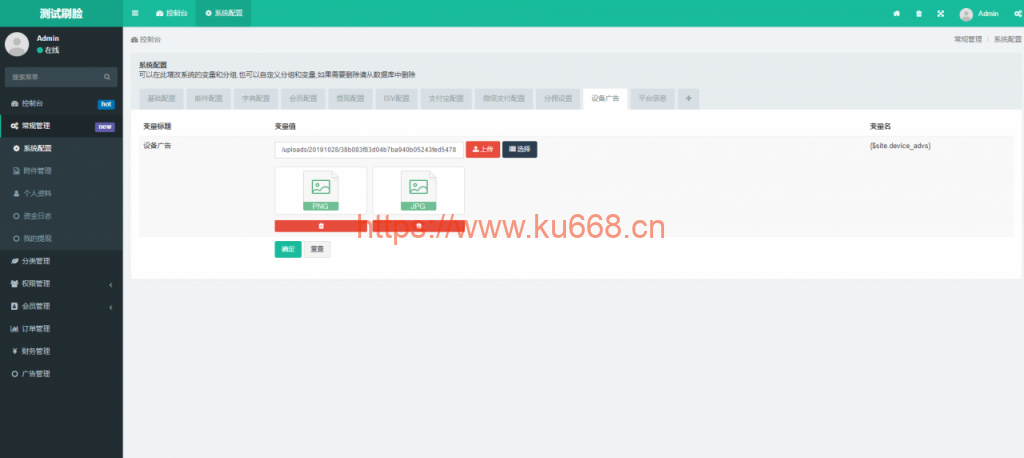 测试刷脸
控制台
系统配置
Admin
Admin
在线
搜索菜单
控制台
hot
常规管理
new
系统配置
附件管理
个人资料
资金日志
我的提现
分类管理
权限管理
会员管理
订单管理
财务管理
广告管理
控制台
常规管理 / 系统配置
系统配置
可以在此增改系统的变量和分组,也可以自定义分组和变量,如果需要删除请从数据库中删除
基础配置 邮件配置 字典配置 会员配置 提现配置 ISV配置 支付宝配置 微信支付配置 分佣设置 设备广告 平台信息 +
变量标题 变量值 变量名
设备广告
/uploads/20191028/38b083f83d04b7ba940b05243fed5478
上传
选择
{$site.device_advs}
PNG
JPG
https://www.ku668.cn
确定
重置